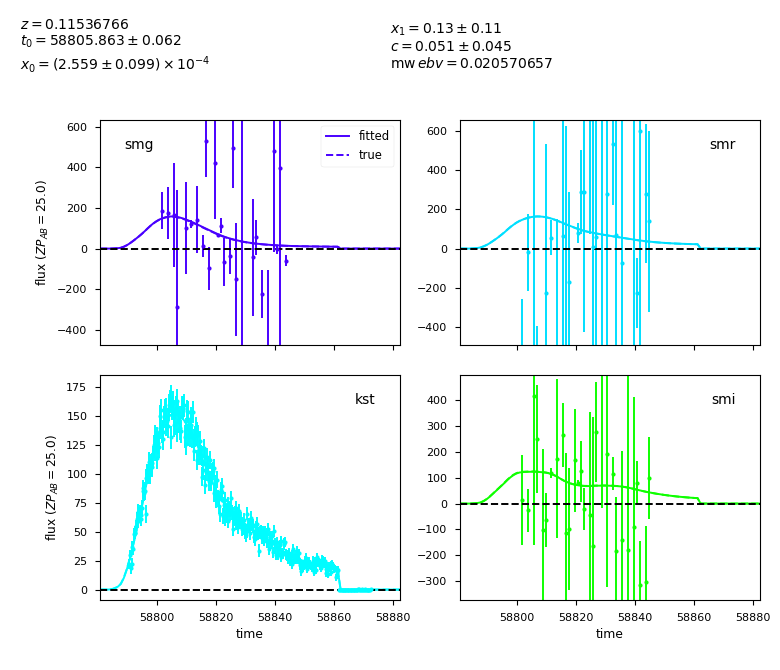 z = 0.11536766
t₀ = 58805.863 ± 0.062
x₀ = (2.559 ± 0.099) × 10⁻⁴
x₁ = 0.13 ± 0.11
c = 0.051 ± 0.045
mw ebv = 0.020570657
smg
fitted
true
600
400
200
0
−200
−400
flux (ZP_AB = 25.0)
smr
600
400
200
0
−200
−400
kst
175
150
125
100
75
50
25
0
flux (ZP_AB = 25.0)
58800
58820
58840
58860
58880
time
smi
400
300
200
100
0
−100
−200
−300
58800
58820
58840
58860
58880
time